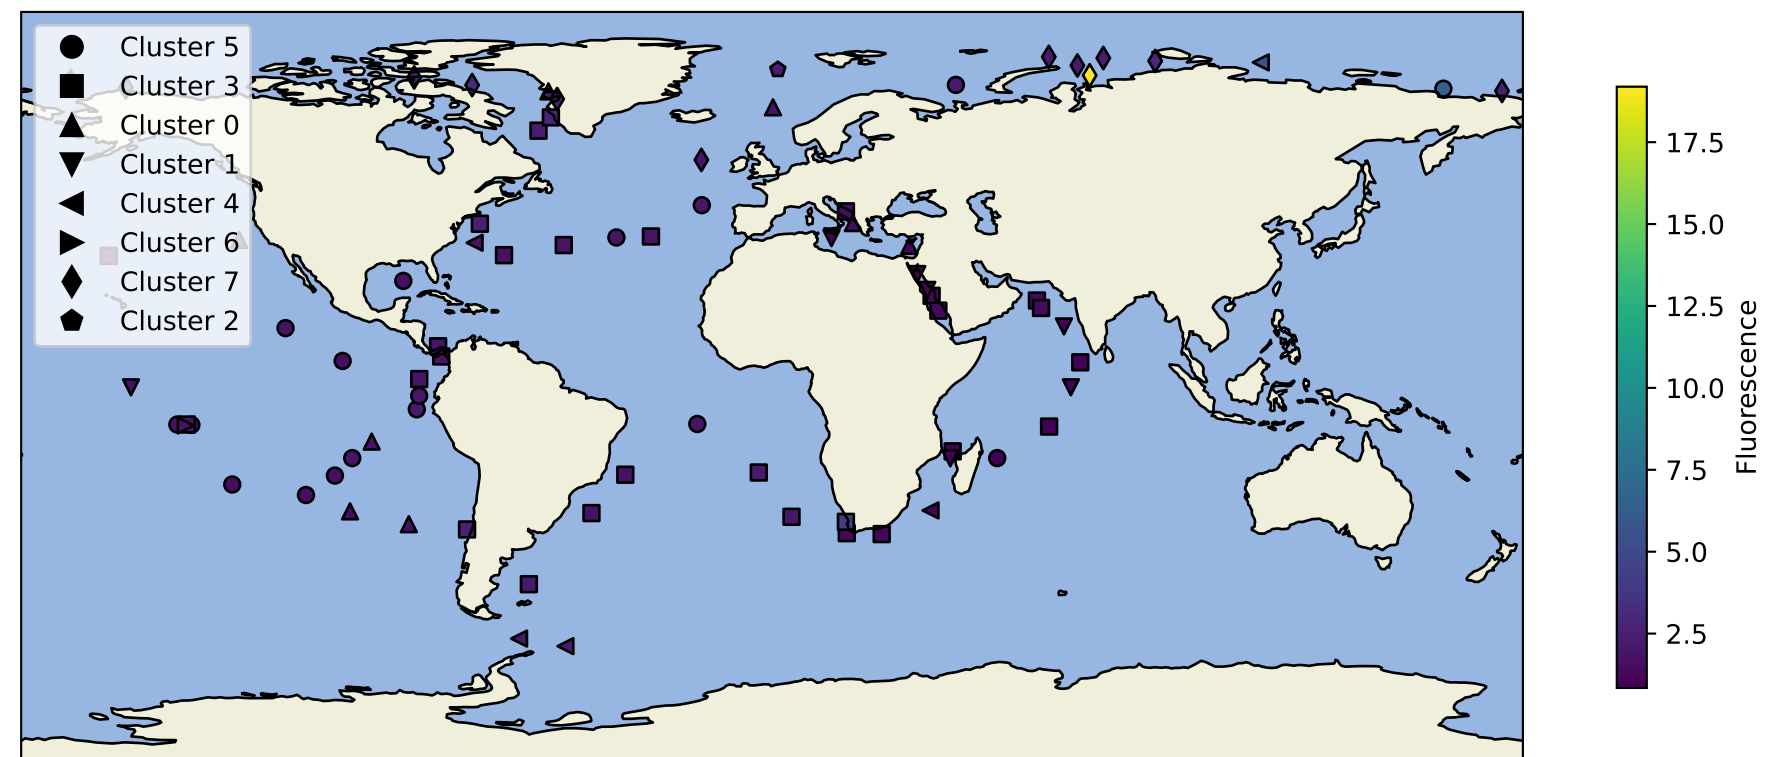 Cluster 5
Cluster 3
Cluster 0
Cluster 1
Cluster 4
Cluster 6
Cluster 7
Cluster 2
17.5
15.0
12.5
10.0
7.5
5.0
2.5
Fluorescence